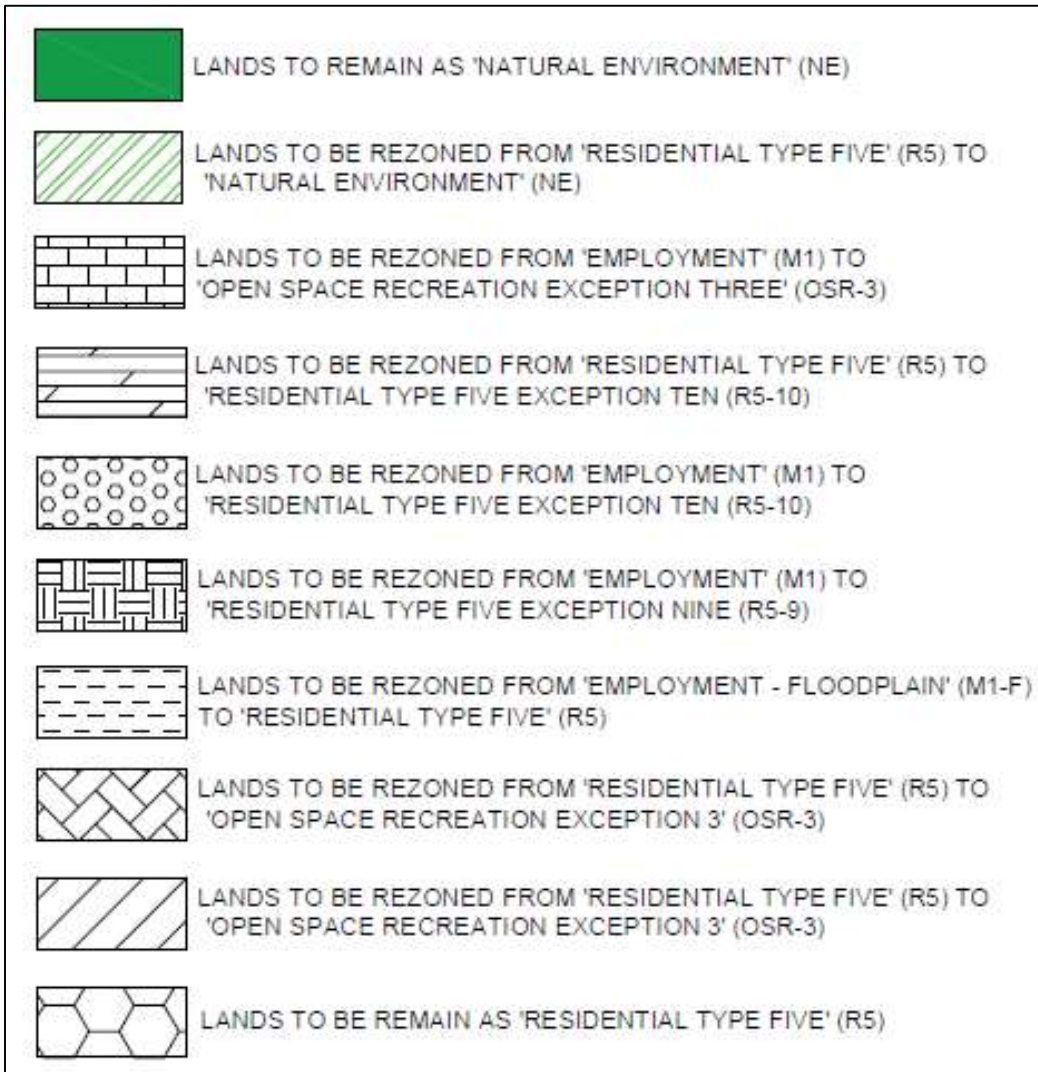 LANDS TO REMAIN AS 'NATURAL ENVIRONMENT' (NE)
LANDS TO BE REZONED FROM 'RESIDENTIAL TYPE FIVE' (R5) TO
'NATURAL ENVIRONMENT' (NE)
LANDS TO BE REZONED FROM 'EMPLOYMENT' (M1) TO
'OPEN SPACE RECREATION EXCEPTION THREE' (OSR-3)
LANDS TO BE REZONED FROM 'RESIDENTIAL TYPE FIVE' (R5) TO
'RESIDENTIAL TYPE FIVE EXCEPTION TEN (R5-10)
LANDS TO BE REZONED FROM 'EMPLOYMENT' (M1) TO
'RESIDENTIAL TYPE FIVE EXCEPTION TEN (R5-10)
LANDS TO BE REZONED FROM 'EMPLOYMENT' (M1) TO
'RESIDENTIAL TYPE FIVE EXCEPTION NINE (R5-9)
LANDS TO BE REZONED FROM 'EMPLOYMENT - FLOODPLAIN' (M1-F)
TO 'RESIDENTIAL TYPE FIVE' (R5)
LANDS TO BE REZONED FROM 'RESIDENTIAL TYPE FIVE' (R5) TO
'OPEN SPACE RECREATION EXCEPTION 3' (OSR-3)
LANDS TO BE REZONED FROM 'RESIDENTIAL TYPE FIVE' (R5) TO
'OPEN SPACE RECREATION EXCEPTION 3' (OSR-3)
LANDS TO BE REMAIN AS 'RESIDENTIAL TYPE FIVE' (R5)